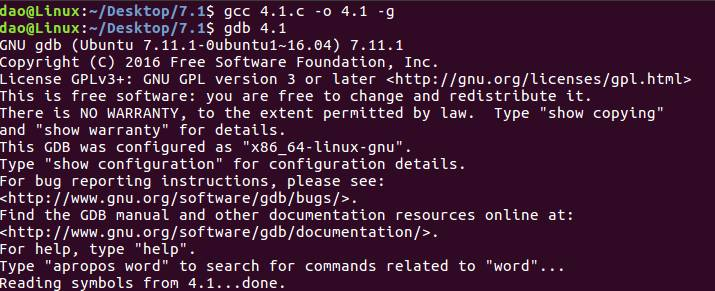 dao@Linux:~/Desktop/7.1$ gcc 4.1.c -o 4.1 -g
dao@Linux:~/Desktop/7.1$ gdb 4.1
GNU gdb (Ubuntu 7.11.1-0ubuntu1~16.04) 7.11.1
Copyright (C) 2016 Free Software Foundation, Inc.
License GPLv3+: GNU GPL version 3 or later <http://gnu.org/licenses/gpl.html>
This is free software: you are free to change and redistribute it.
There is NO WARRANTY, to the extent permitted by law.  Type "show copying"
and "show warranty" for details.
This GDB was configured as "x86_64-linux-gnu".
Type "show configuration" for configuration details.
For bug reporting instructions, please see:
<http://www.gnu.org/software/gdb/bugs/>.
Find the GDB manual and other documentation resources online at:
<http://www.gnu.org/software/gdb/documentation/>.
For help, type "help".
Type "apropos word" to search for commands related to "word"...
Reading symbols from 4.1...done.